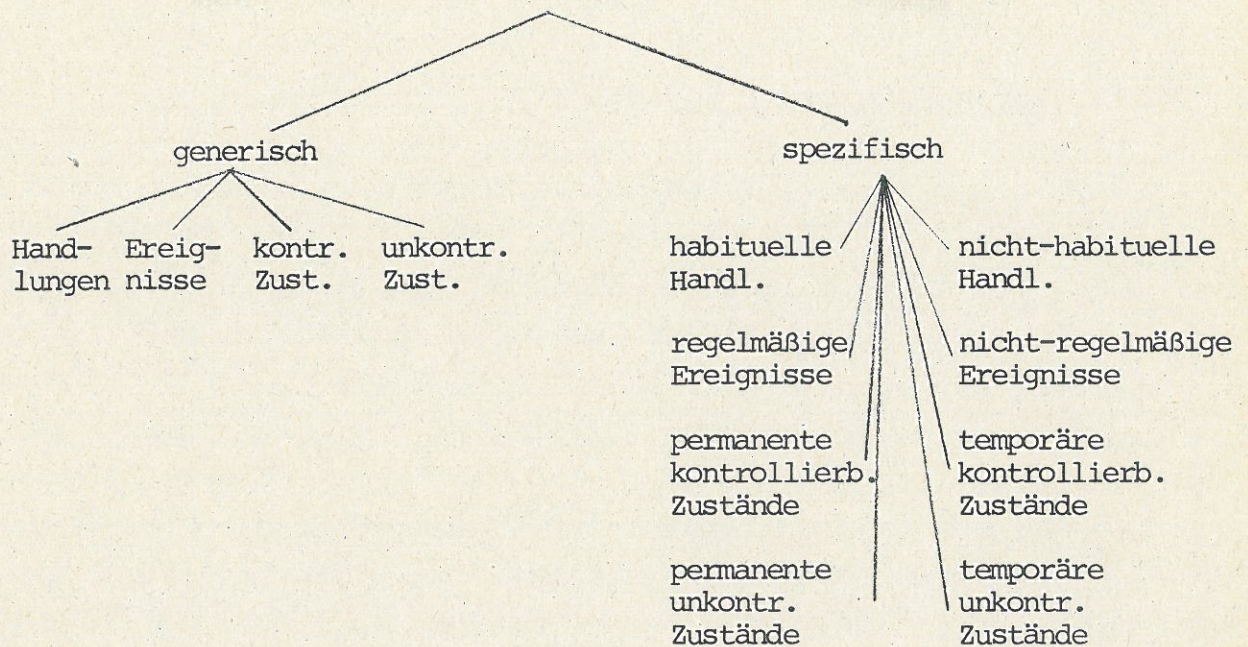 generisch
spezifisch
Hand- Ereig- kontr. unkontr.
lungen nisse Zust. Zust.
habituelle nicht-habituelle
Handl. Handl.
regelmäßige nicht-regelmäßige
Ereignisse Ereignisse
permanente temporäre
kontrollierb. kontrollierb.
Zustände Zustände
permanente temporäre
unkontr. unkontr.
Zustände Zustände